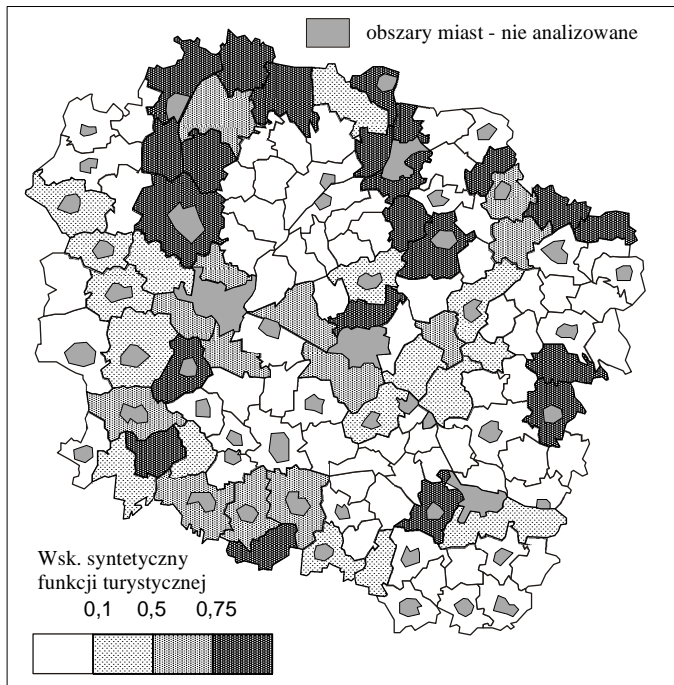 obszary miast - nie analizowane
Wsk. syntetyczny
funkcji turystycznej
0,1 0,5 0,75